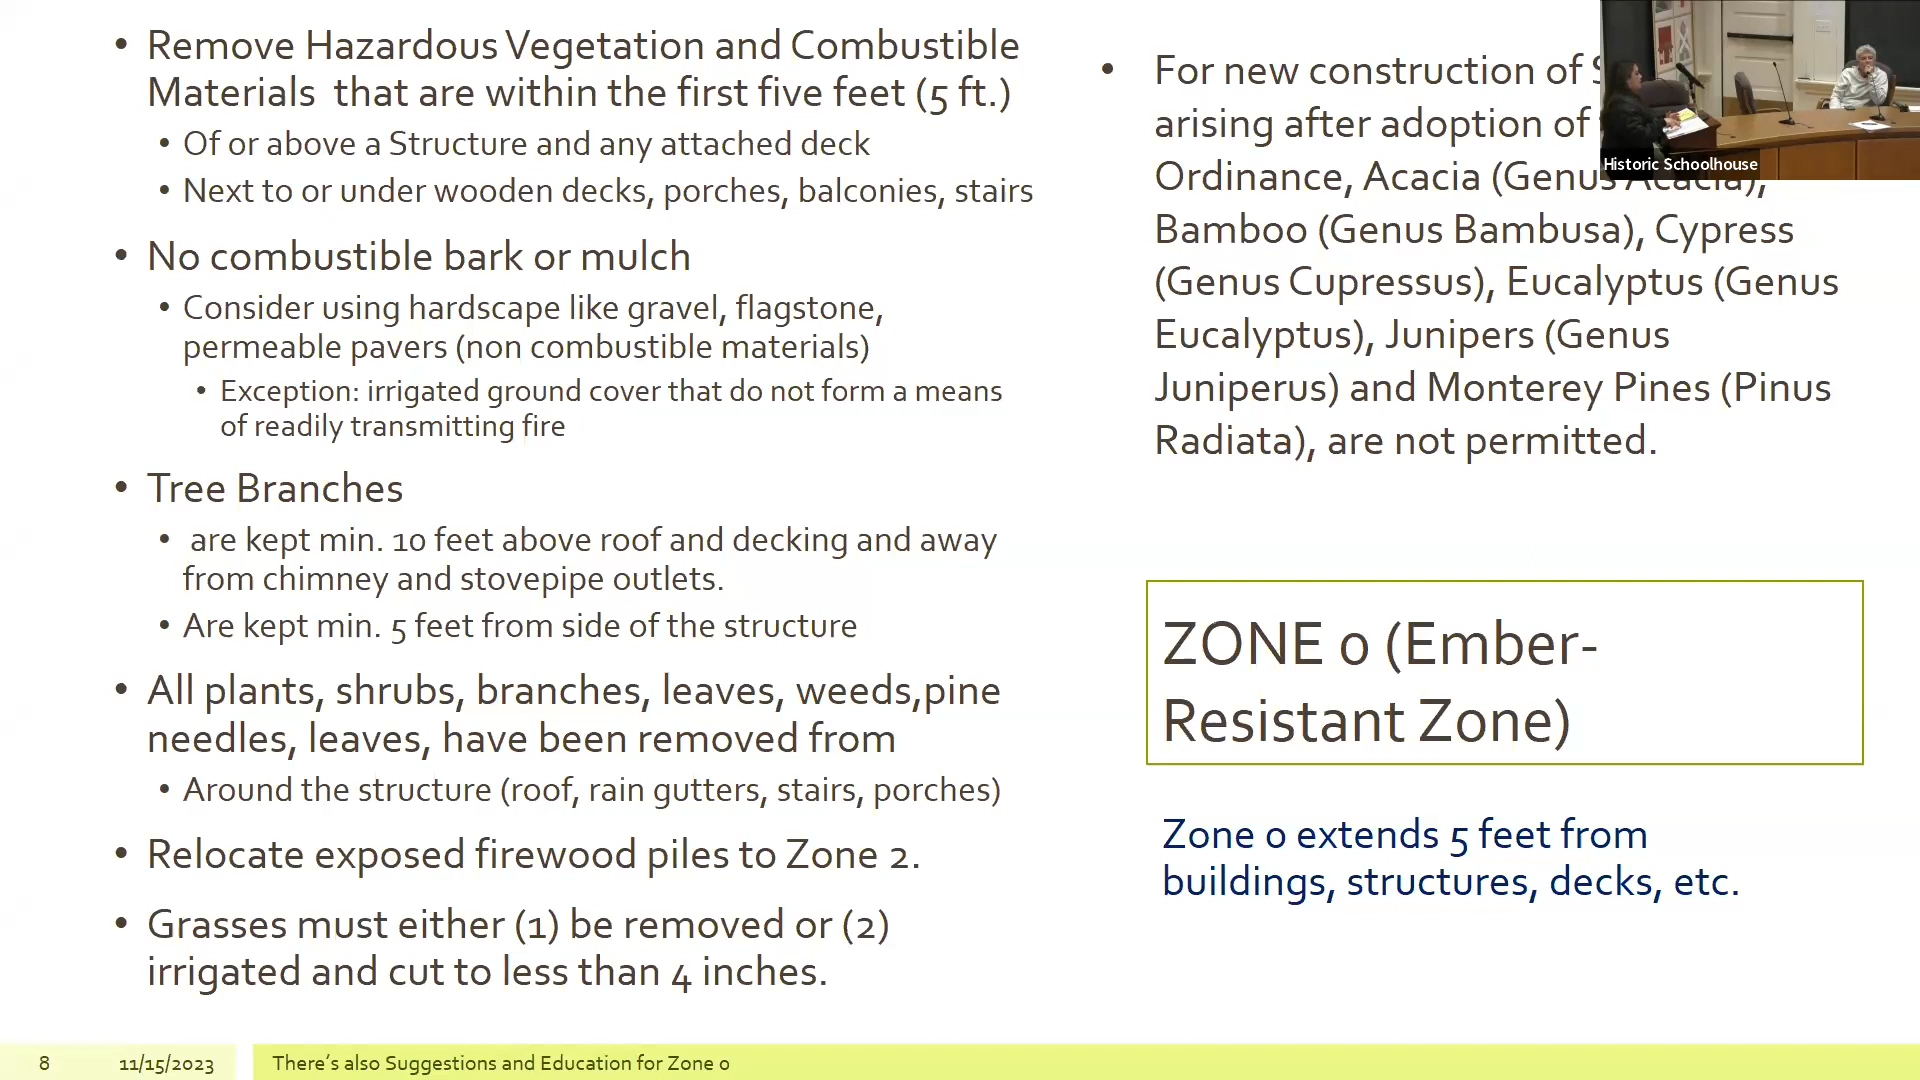 • Remove Hazardous Vegetation and Combustible
Materials that are within the first five feet (5 ft.)
• Of or above a Structure and any attached deck
• Next to or under wooden decks, porches, balconies, stairs
• No combustible bark or mulch
• Consider using hardscape like gravel, flagstone,
permeable pavers (non combustible materials)
• Exception: irrigated ground cover that do not form a means
of readily transmitting fire
• Tree Branches
• are kept min. 10 feet above roof and decking and away
from chimney and stovepipe outlets.
• Are kept min. 5 feet from side of the structure
• All plants, shrubs, branches, leaves, weeds,pine
needles, leaves, have been removed from
• Around the structure (roof, rain gutters, stairs, porches)
• Relocate exposed firewood piles to Zone 2.
• Grasses must either (1) be removed or (2)
irrigated and cut to less than 4 inches.
• For new construction of
arising after adoption of
Ordinance, Acacia (Genus Acacia),
Bamboo (Genus Bambusa), Cypress
(Genus Cupressus), Eucalyptus (Genus
Eucalyptus), Junipers (Genus
Juniperus) and Monterey Pines (Pinus
Radiata), are not permitted.
Historic Schoolhouse
ZONE 0 (Ember-
Resistant Zone)
Zone 0 extends 5 feet from
buildings, structures, decks, etc.
8
11/15/2023
There's also Suggestions and Education for Zone 0